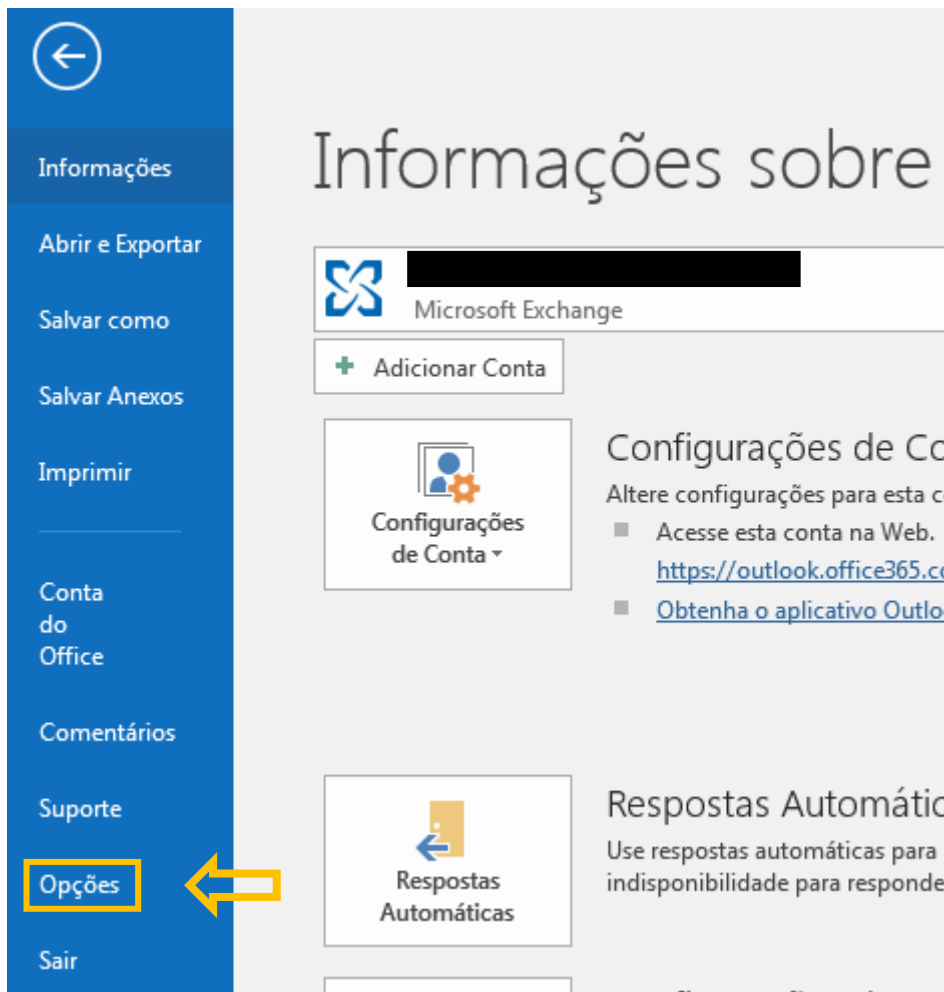 Informações
Abrir e Exportar
Salvar como
Salvar Anexos
Imprimir
Conta
do
Office
Comentários
Suporte
Opções
Sair
Informações sobre
Microsoft Exchange
Adicionar Conta
Configurações
de Conta
Configurações de Co
Altere configurações para esta c
Acesse esta conta na Web.
https://outlook.office365.co
Obtenha o aplicativo Outlo
Respostas
Automáticas
Respostas Automátic
Use respostas automáticas para
indisponibilidade para responde